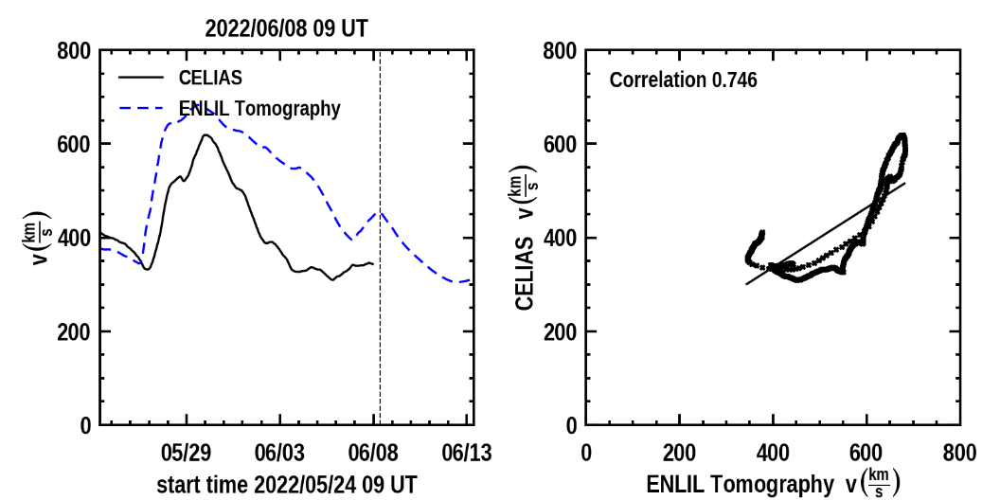 2022/06/08 09 UT
800
600
400
200
0
v(km/s)
CELIAS
ENLIL Tomography
05/29
06/03
06/08
06/13
start time 2022/05/24 09 UT
800
600
400
200
0
CELIAS v(km/s)
Correlation 0.746
0
200
400
600
800
ENLIL Tomography v(km/s)